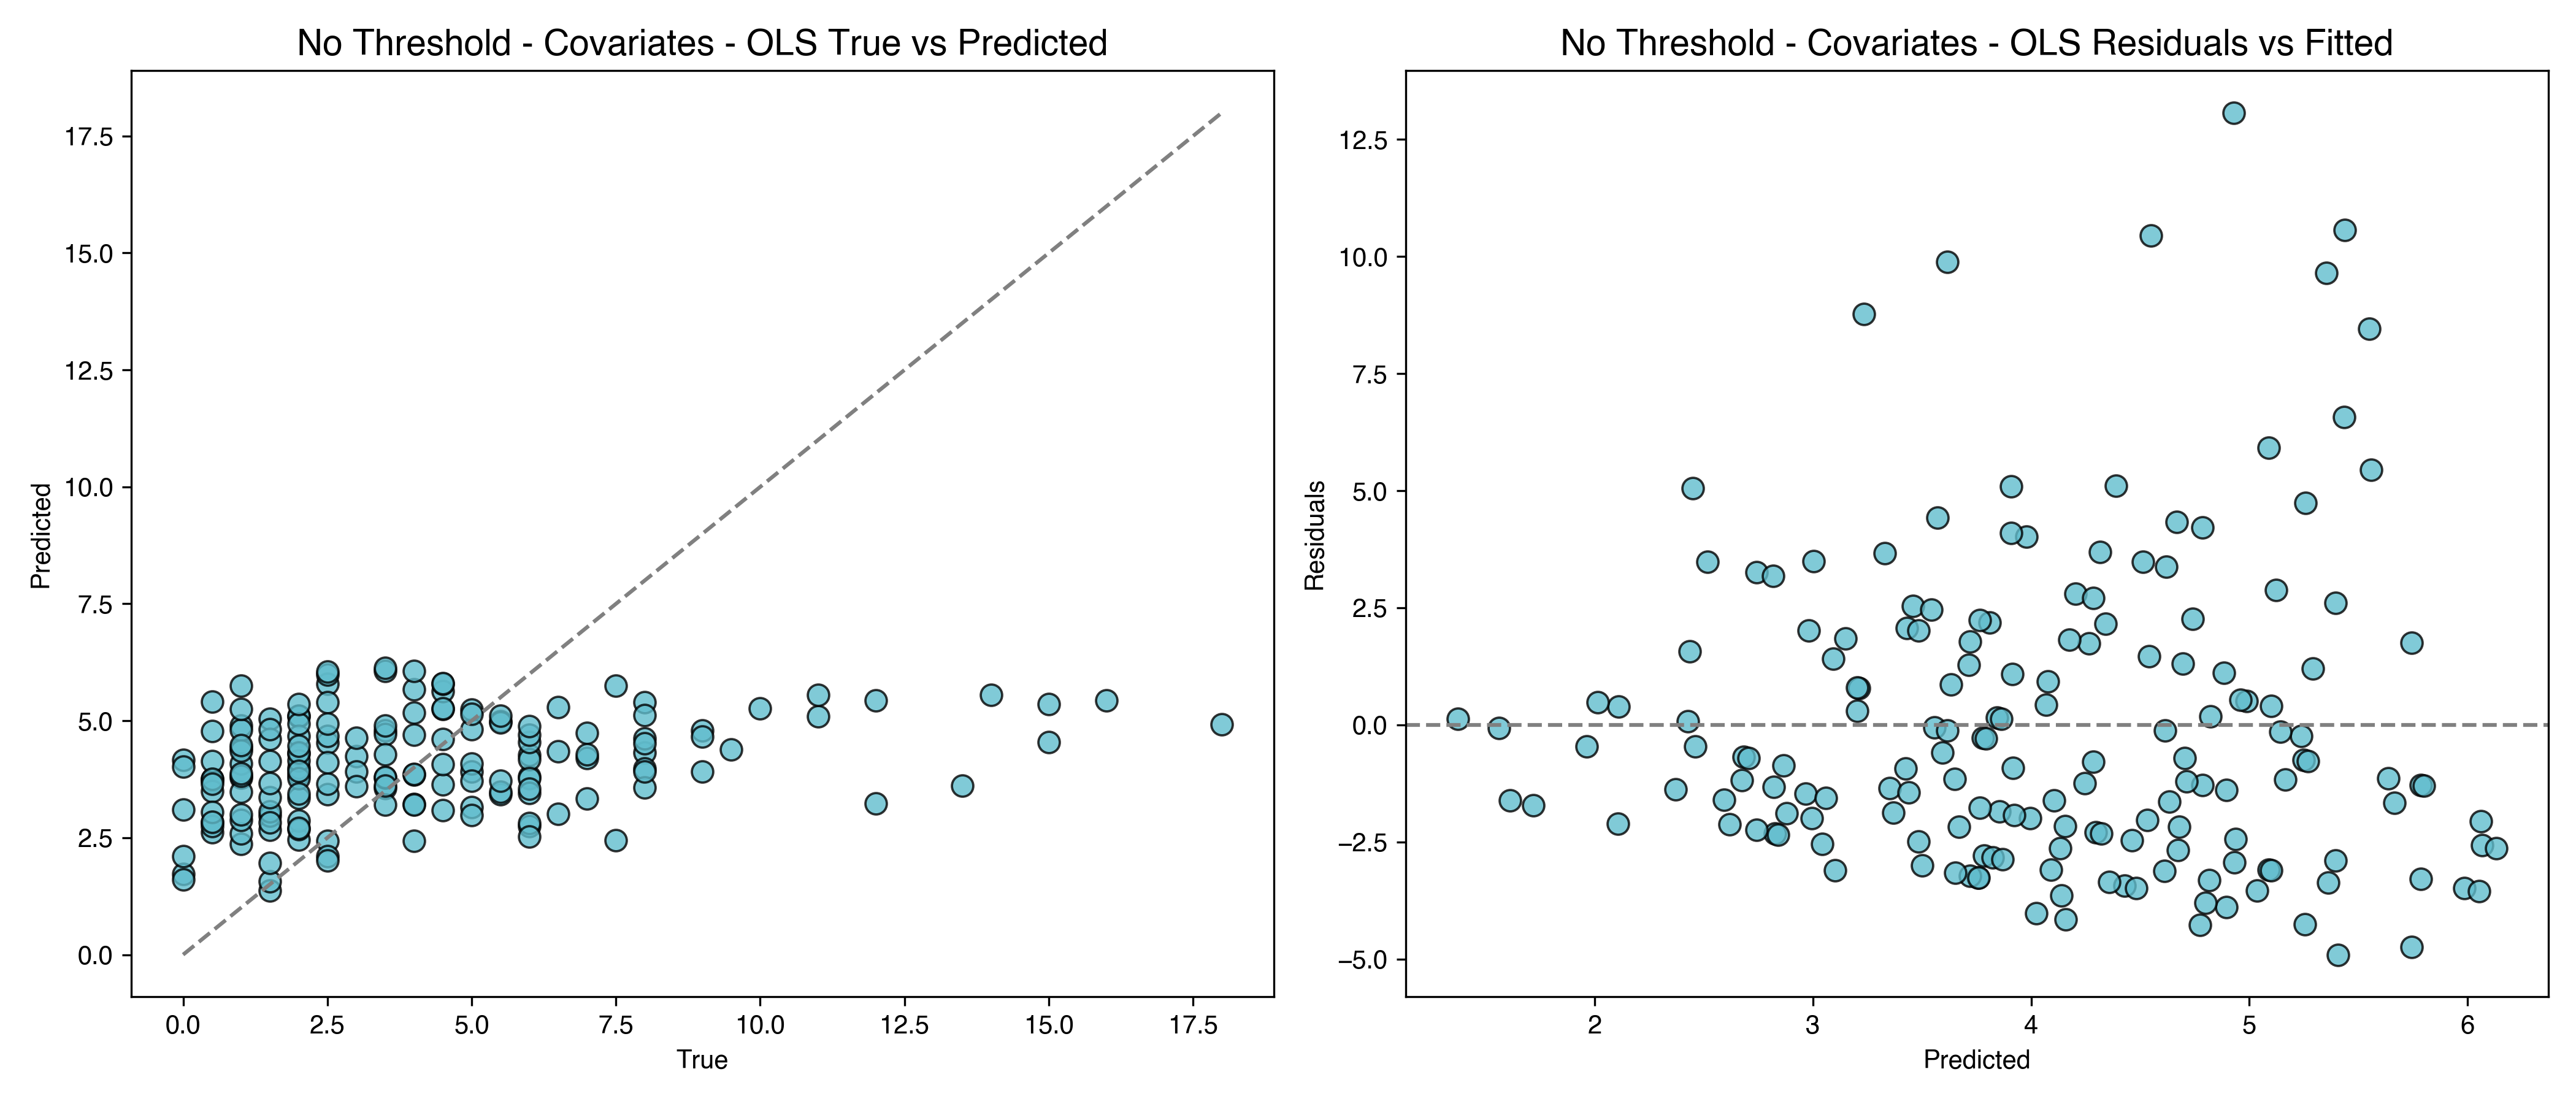 No Threshold - Covariates - OLS True vs Predicted
17.5
15.0
12.5
10.0
7.5
5.0
2.5
0.0
Predicted
0.0 2.5 5.0 7.5 10.0 12.5 15.0 17.5
True
No Threshold - Covariates - OLS Residuals vs Fitted
12.5
10.0
7.5
5.0
2.5
0.0
−2.5
−5.0
Residuals
2 3 4 5 6
Predicted